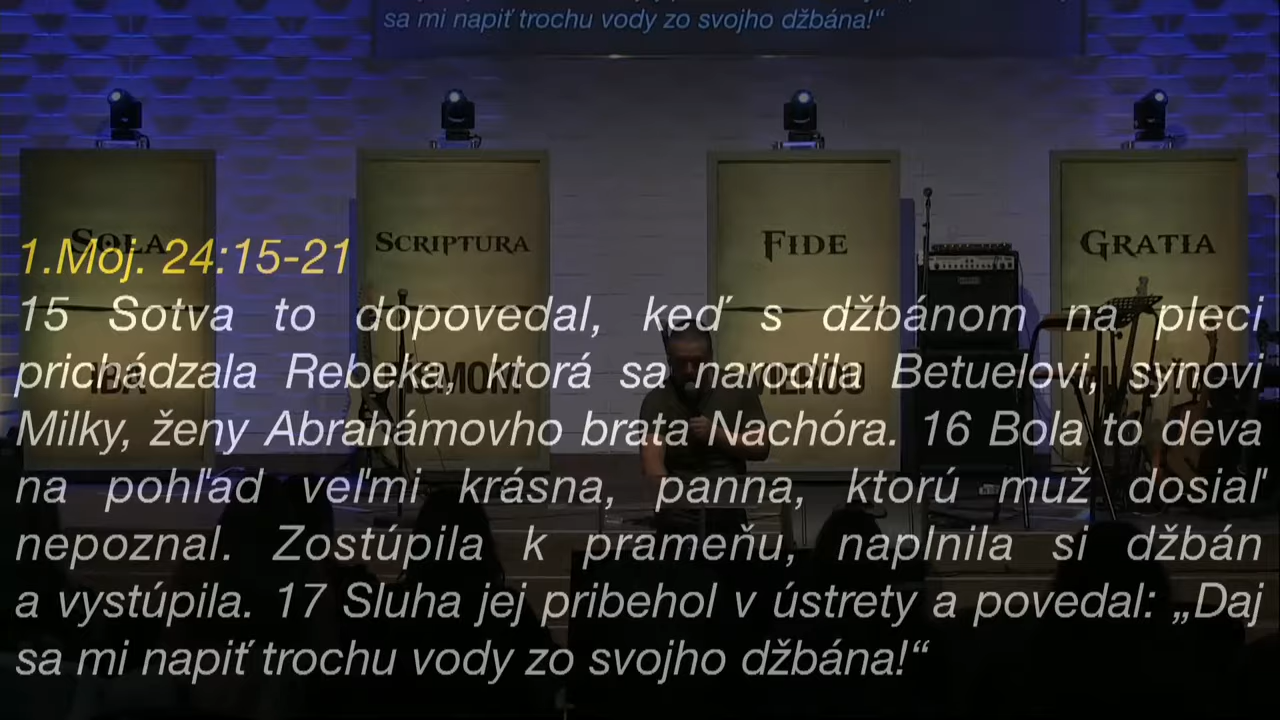 sa mi napiť trochu vody zo svojho džbána!“
SOLA
SCRIPTURA
FIDE
GRATIA
1.Moj. 24:15-21
15 Sotva to dopovedal, keď s džbánom na pleci
prichádzala Rebeka, ktorá sa narodila Betuelovi, synovi
Milky, ženy Abrahámovho brata Nachóra. 16 Bola to deva
na pohľad veľmi krásna, panna, ktorú muž dosiaľ
nepoznal. Zostúpila k prameňu, naplnila si džbán
a vystúpila. 17 Sluha jej pribehol v ústrety a povedal: „Daj
sa mi napiť trochu vody zo svojho džbána!“
IBA